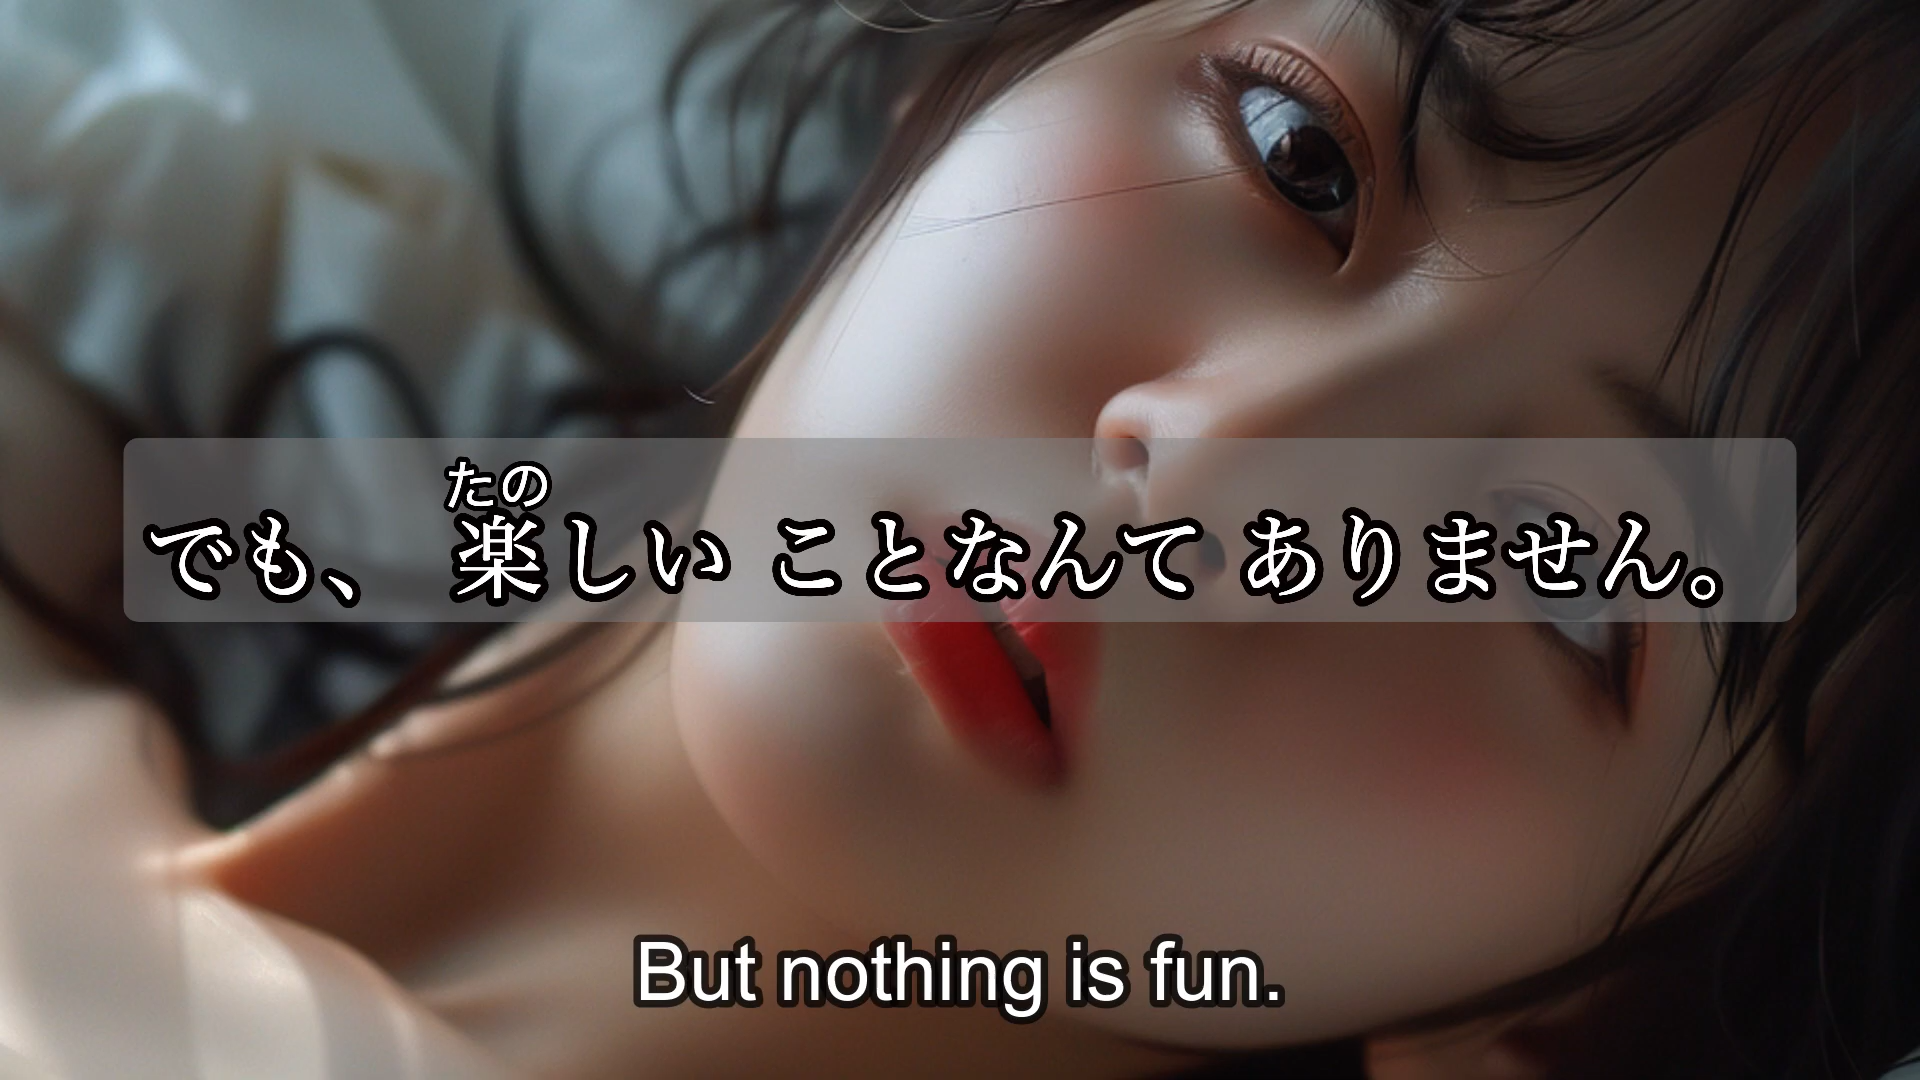 たの
でも、 楽しい ことなんて ありません。
But nothing is fun.